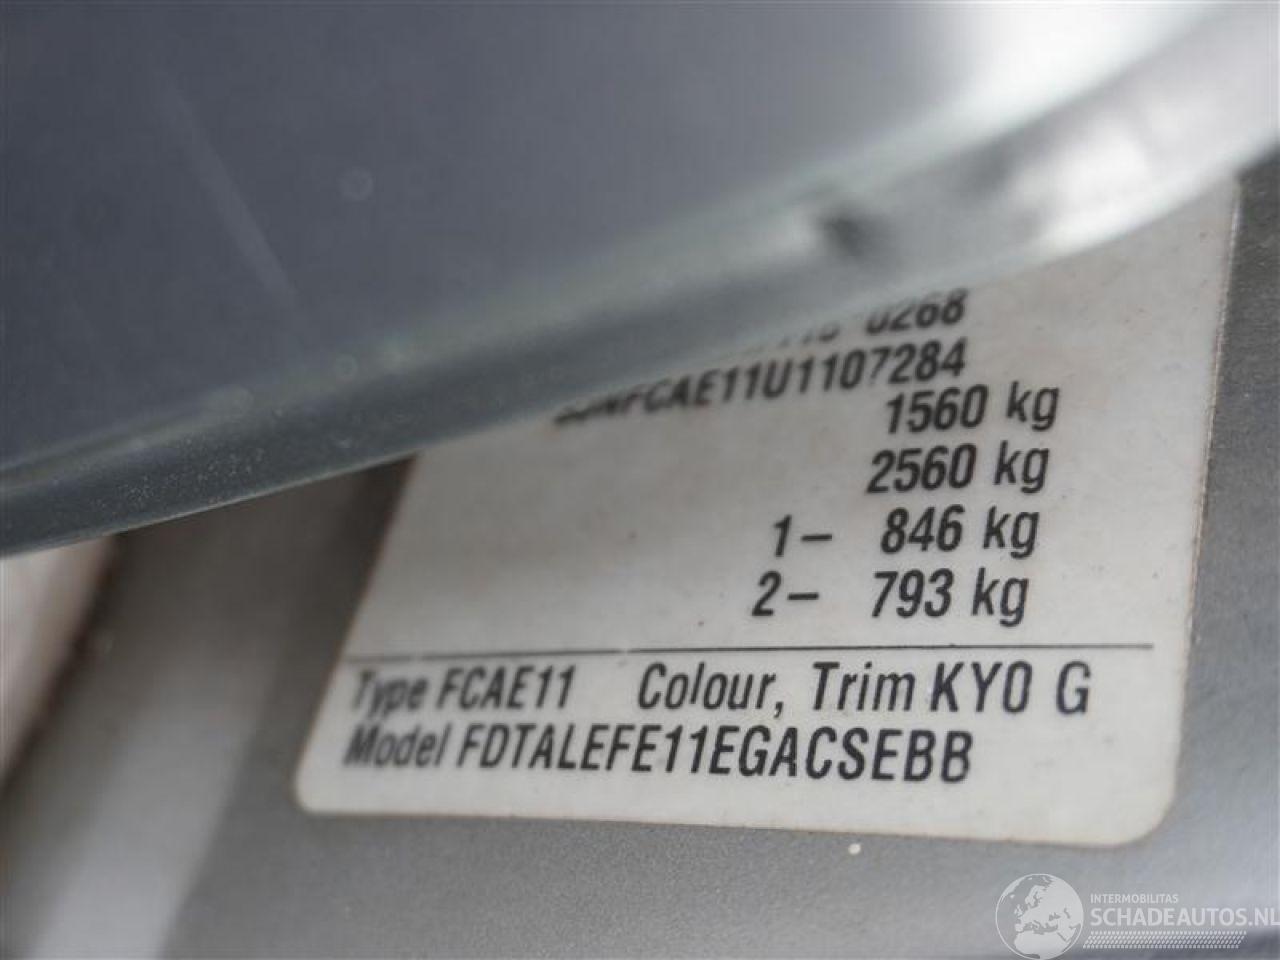 0268
FCAE11U1107284
1560 kg
2560 kg
1- 846 kg
2- 793 kg
Type FCAE11 Colour, Trim KY0 G
Model FDTALEFE11EGACSEBB
INTERMOBILITAS
SCHADEAUTOS.NL